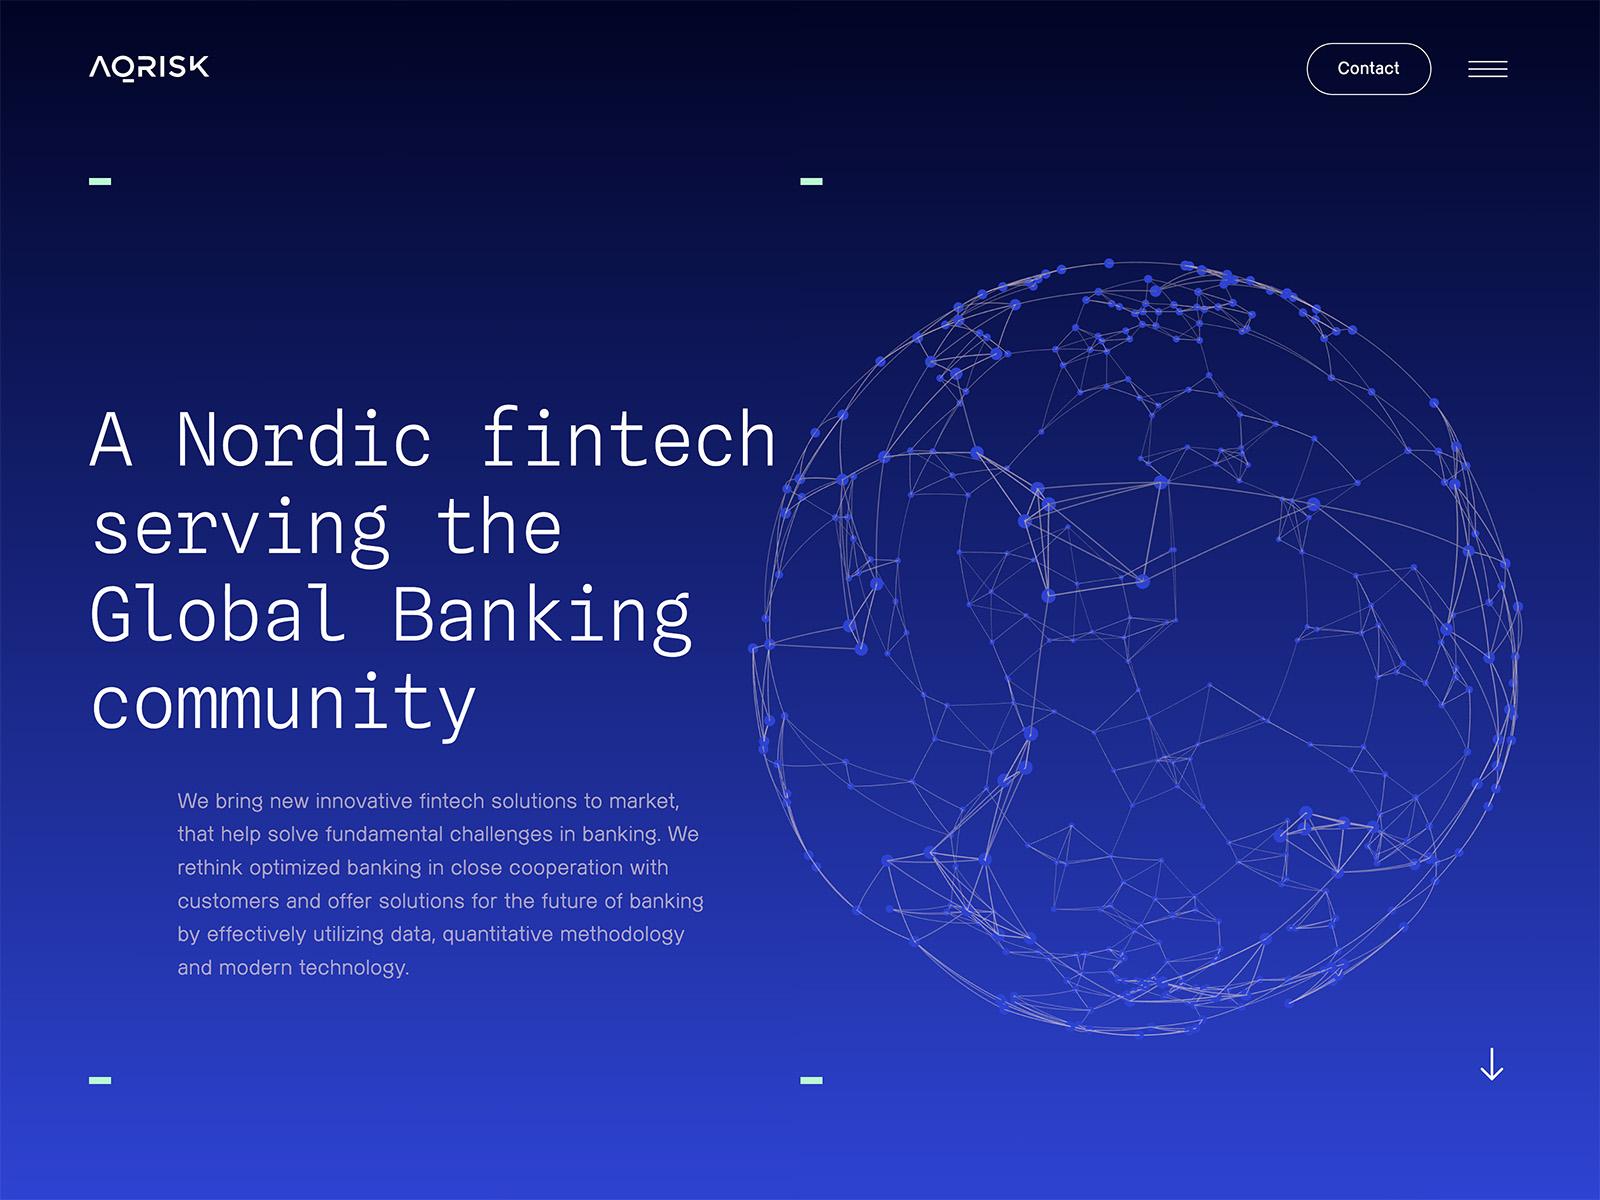 AQRISK
Contact
A Nordic fintech
serving the
Global Banking
community
We bring new innovative fintech solutions to market,
that help solve fundamental challenges in banking. We
rethink optimized banking in close cooperation with
customers and offer solutions for the future of banking
by effectively utilizing data, quantitative methodology
and modern technology.